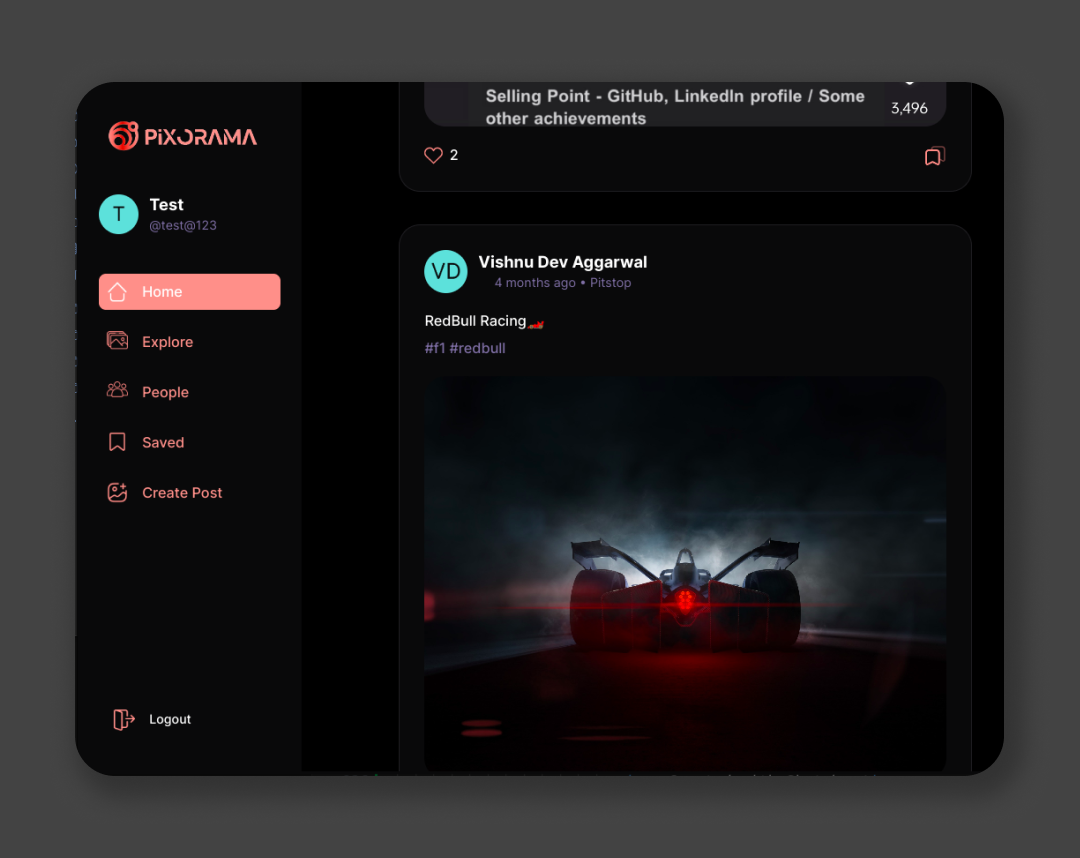 PIXORAMA
T
Test
@test@123
Home
Explore
People
Saved
Create Post
Logout
Selling Point - GitHub, LinkedIn profile / Some
other achievements
3,496
2
VD
Vishnu Dev Aggarwal
4 months ago • Pitstop
RedBull Racing🏎️
#f1 #redbull